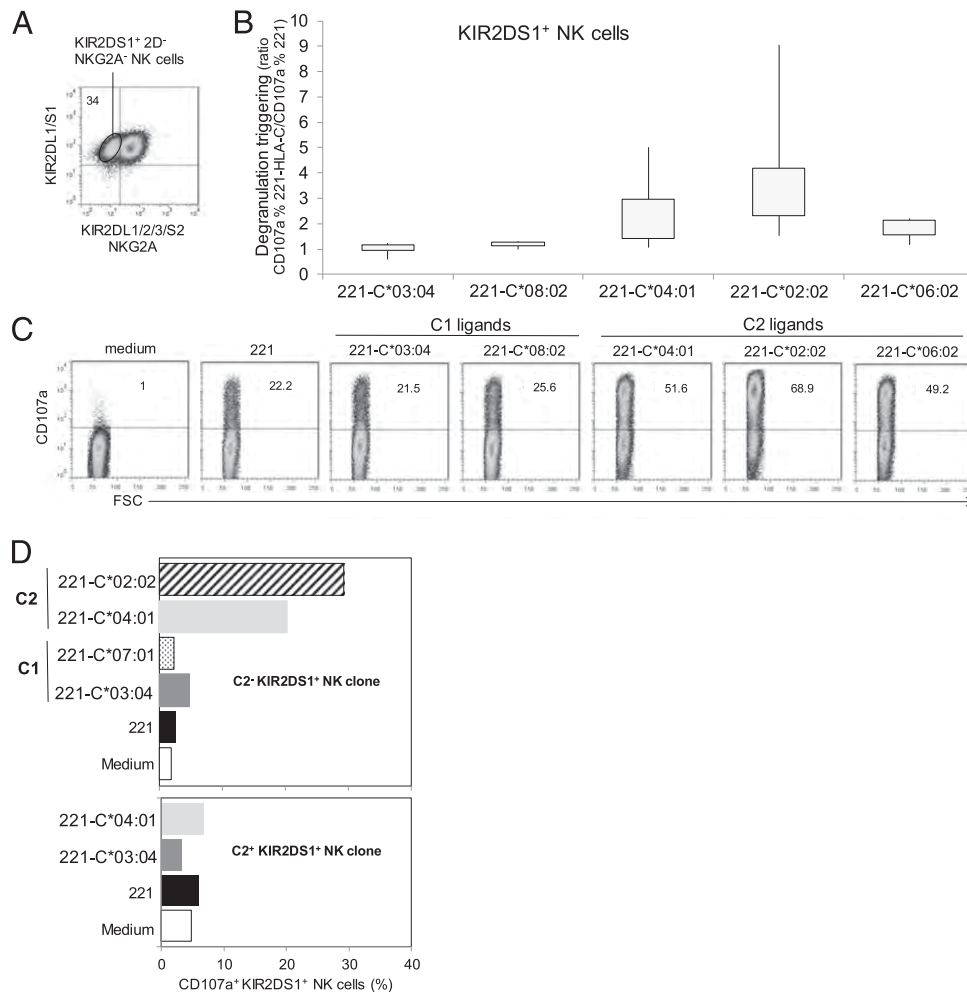 A
KIR2DS1+ 2D-
NKG2A- NK cells
34
KIR2DL1/S1
KIR2DL1/2/3/S2
NKG2A
B
KIR2DS1+ NK cells
Degranulation triggering (ratio
CD107a % 221-HLA-C/CD107a % 221)
10
9
8
7
6
5
4
3
2
1
0
221-C*03:04 221-C*08:02 221-C*04:01 221-C*02:02 221-C*06:02
C
C1 ligands C2 ligands
medium 221 221-C*03:04 221-C*08:02 221-C*04:01 221-C*02:02 221-C*06:02
1 22.2 21.5 25.6 51.6 68.9 49.2
CD107a
FSC
D
C2
221-C*02:02
221-C*04:01
C1
221-C*07:01
221-C*03:04
221
Medium
C2- KIR2DS1+ NK clone
221-C*04:01
221-C*03:04
221
Medium
C2+ KIR2DS1+ NK clone
0 10 20 30 40
CD107a+ KIR2DS1+ NK cells (%)